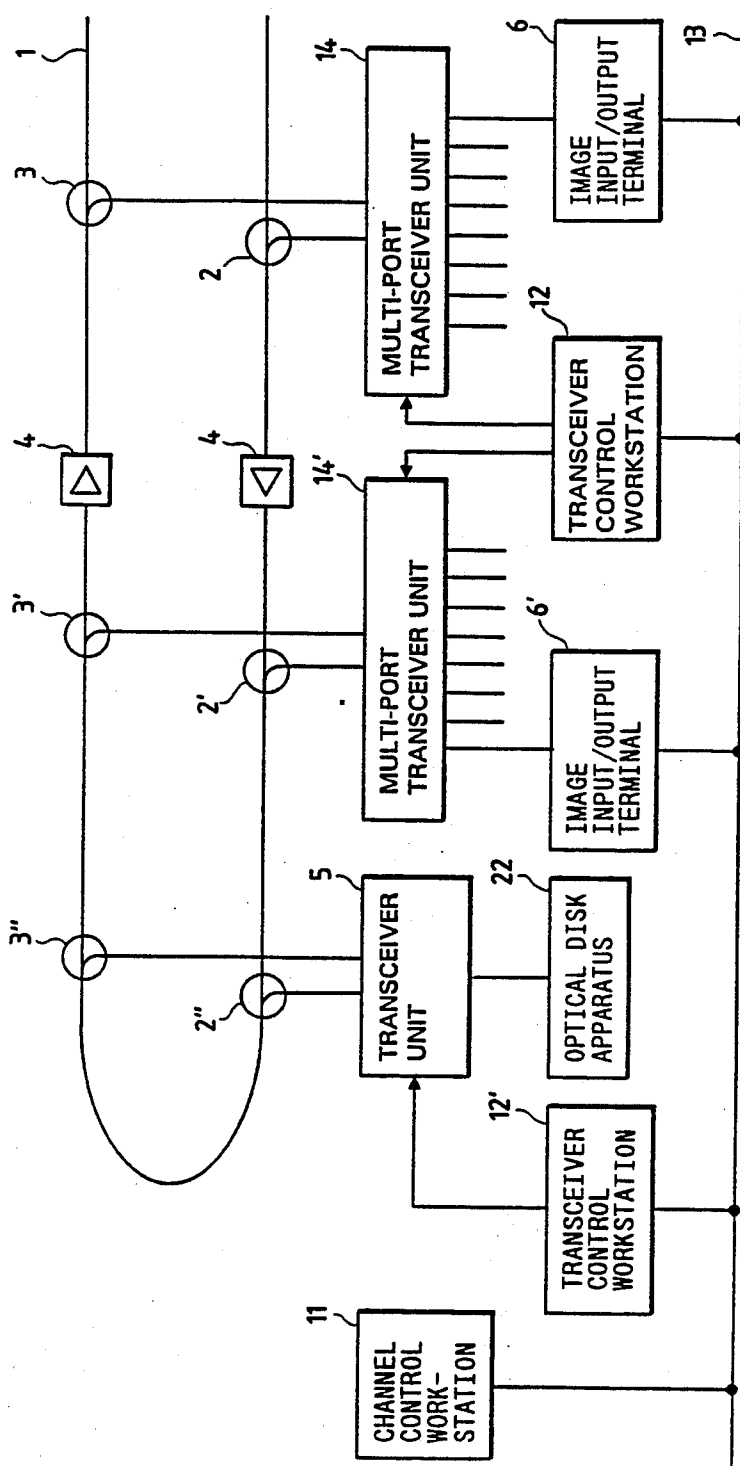 1
3
2
4
4
3'
2'
3"
2"
14
MULTI-PORT
TRANSCEIVER UNIT
14'
MULTI-PORT
TRANSCEIVER UNIT
5
TRANSCEIVER
UNIT
6
IMAGE
INPUT/OUTPUT
TERMINAL
12
TRANSCEIVER
CONTROL
WORKSTATION
6'
IMAGE
INPUT/OUTPUT
TERMINAL
22
OPTICAL DISK
APPARATUS
12'
TRANSCEIVER
CONTROL
WORKSTATION
11
CHANNEL
CONTROL
WORK-
STATION
13